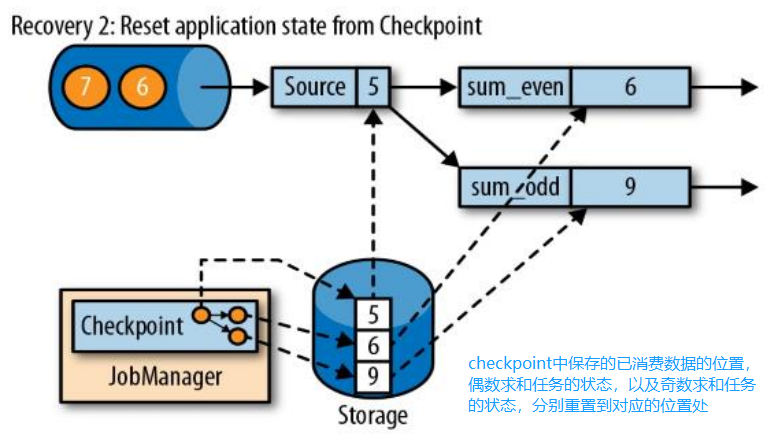 Recovery 2: Reset application state from Checkpoint
7 6 Source 5 sum_even 6
sum_odd 9
5
Checkpoint
6
9
JobManager
Storage
checkpoint中保存的已消费数据的位置，
偶数求和任务的状态，以及奇数求和任务
的状态，分别重置到对应的位置处